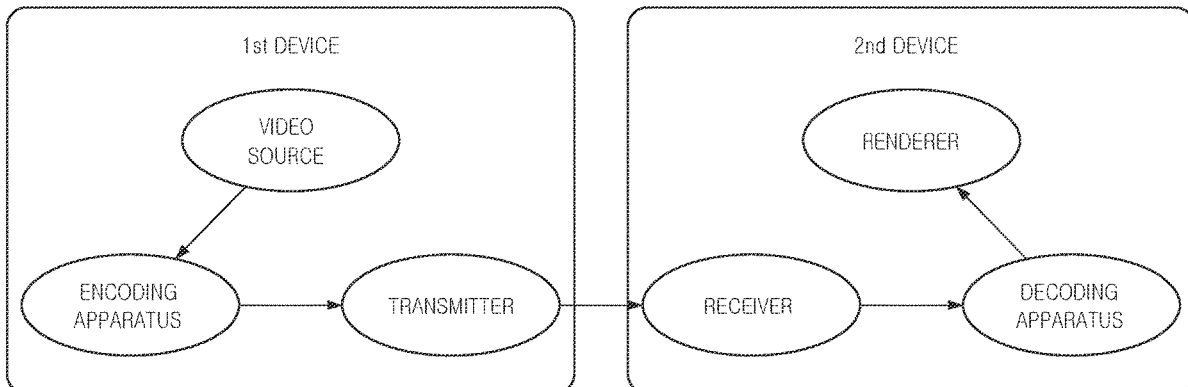 1st DEVICE
VIDEO
SOURCE
ENCODING
APPARATUS
TRANSMITTER
2nd DEVICE
RENDERER
RECEIVER
DECODING
APPARATUS